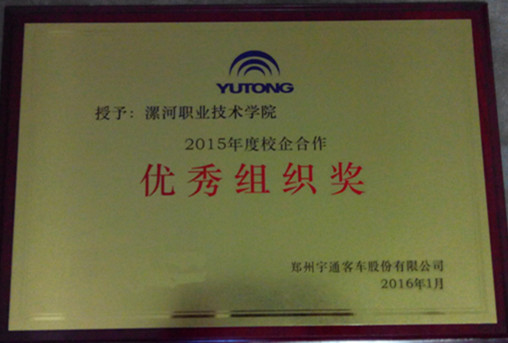 YUTONG
授予：漯河职业技术学院
2015年度校企合作
优秀组织奖
郑州宇通客车股份有限公司
2016年1月